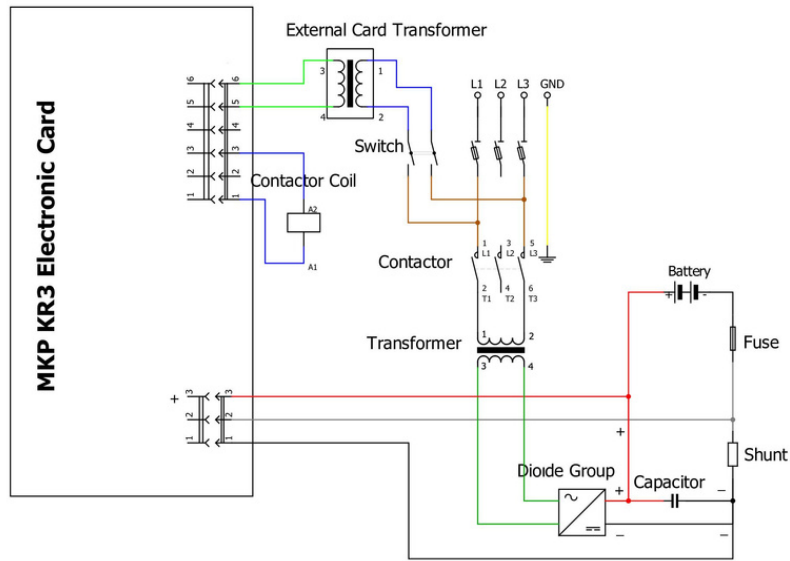 External Card Transformer
3
1
4
2
L1 L2 L3 GND
6
6
5
5
4
4
3
3
2
2
1
1
Switch
Contactor Coil
A2
A1
MKP KR3 Electronic Card
Contactor
1
L1
3
L2
5
L3
2
T1
4
T2
6
T3
Battery
+
-
Fuse
Transformer
1
2
3
4
+
3
3
2
2
1
1
+
Shunt
Diode Group
+
Capacitor
−
−
−